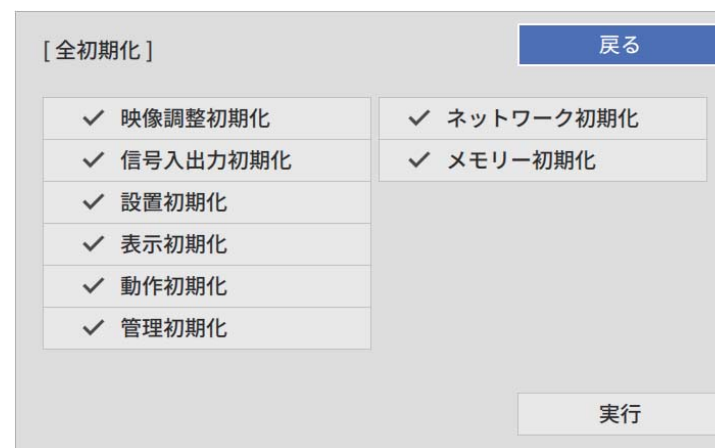 [全初期化]
戻る
映像調整初期化
信号入出力初期化
設置初期化
表示初期化
動作初期化
管理初期化
ネットワーク初期化
メモリー初期化
実行